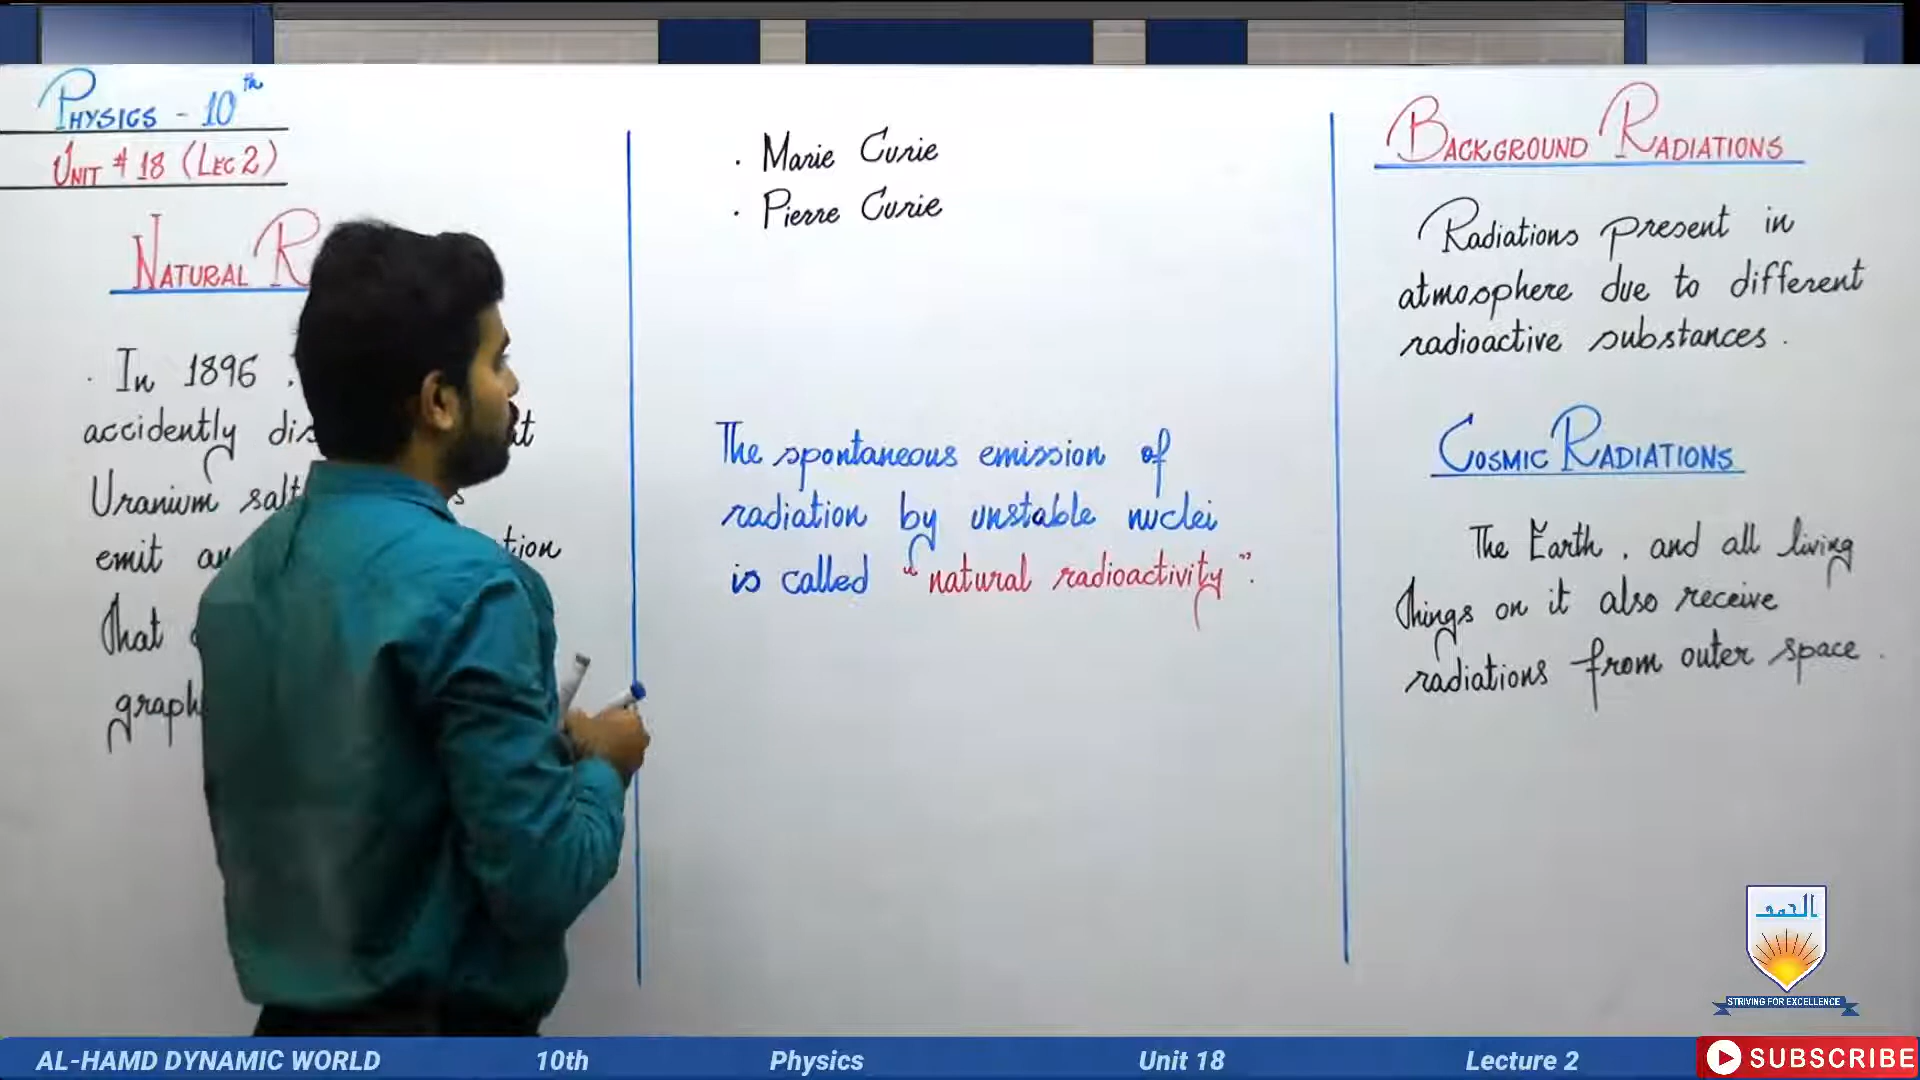 PHYSICS - 10th
UNIT # 18 (LEC 2)
NATURAL R
. In 1896 ,
accidently dis
Uranium salt
emit an
that
graph
. Marie Curie
. Pierre Curie
The spontaneous emission of
radiation by unstable nuclei
is called "natural radioactivity".
BACKGROUND RADIATIONS
Radiations present in
atmosphere due to different
radioactive substances .
COSMIC RADIATIONS
The Earth , and all living
things on it also receive
radiations from outer space .
الحمد
STRIVING FOR EXCELLENCE
AL-HAMD DYNAMIC WORLD 10th Physics Unit 18 Lecture 2 SUBSCRIBE